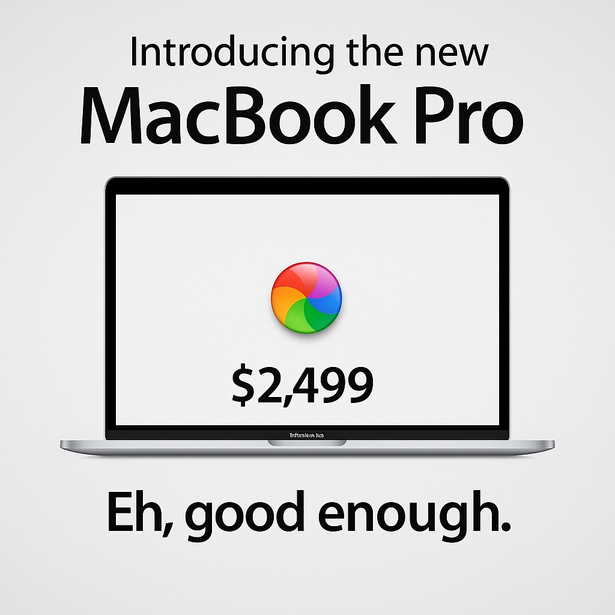 Introducing the new
MacBook Pro
$2,499
Eh, good enough.